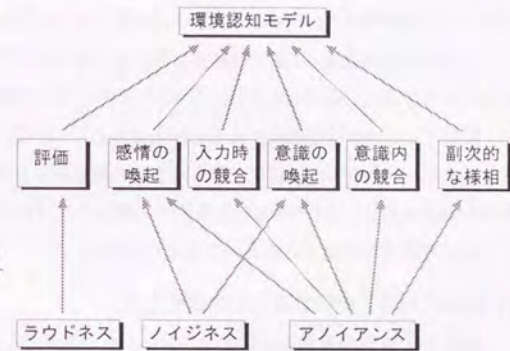 環境認知モデル
評価
感情の
喚起
入力時
の競合
意識の
喚起
意識内
の競合
副次的
な様相
ラウドネス
ノイジネス
アノイアンス